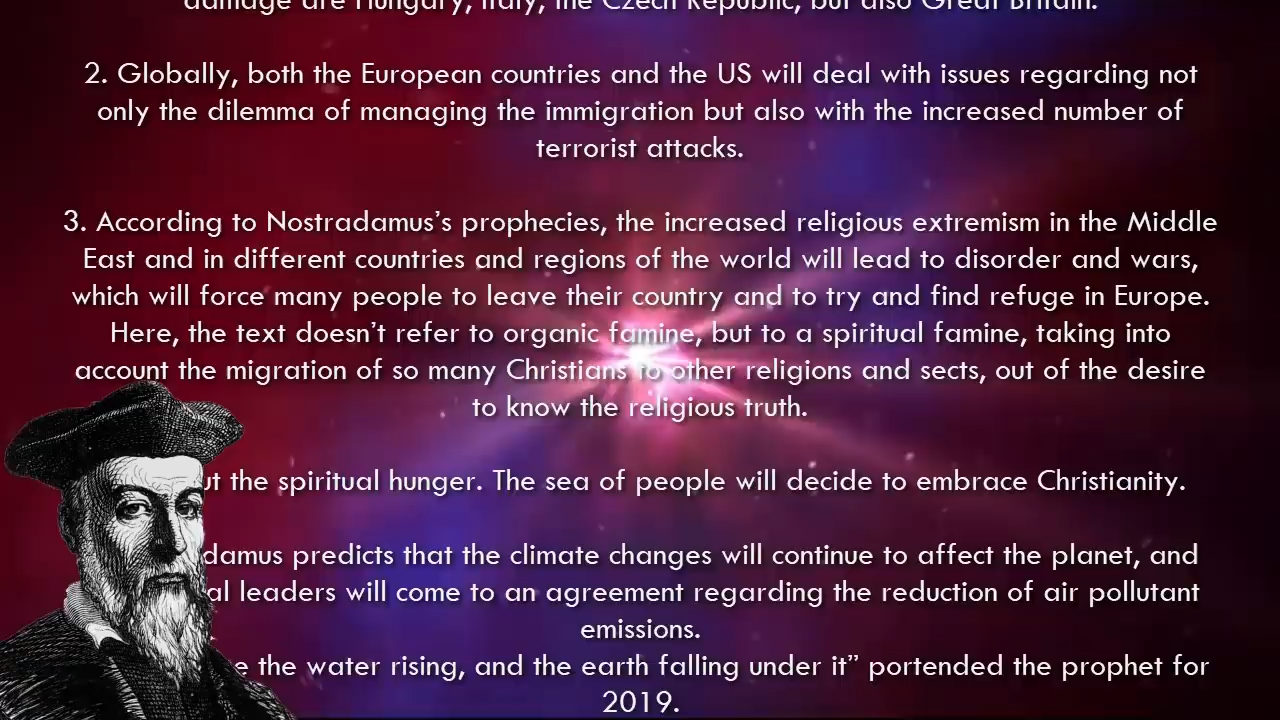 damage are Hungary, Italy, the Czech Republic, but also Great Britain.
2. Globally, both the European countries and the US will deal with issues regarding not
only the dilemma of managing the immigration but also with the increased number of
terrorist attacks.
3. According to Nostradamus’s prophecies, the increased religious extremism in the Middle
East and in different countries and regions of the world will lead to disorder and wars,
which will force many people to leave their country and to try and find refuge in Europe.
Here, the text doesn’t refer to organic famine, but to a spiritual famine, taking into
account the migration of so many Christians to other religions and sects, out of the desire
to know the religious truth.
the spiritual hunger. The sea of people will decide to embrace Christianity.
predicts that the climate changes will continue to affect the planet, and
leaders will come to an agreement regarding the reduction of air pollutant
emissions.
the water rising, and the earth falling under it” portended the prophet for
2019.